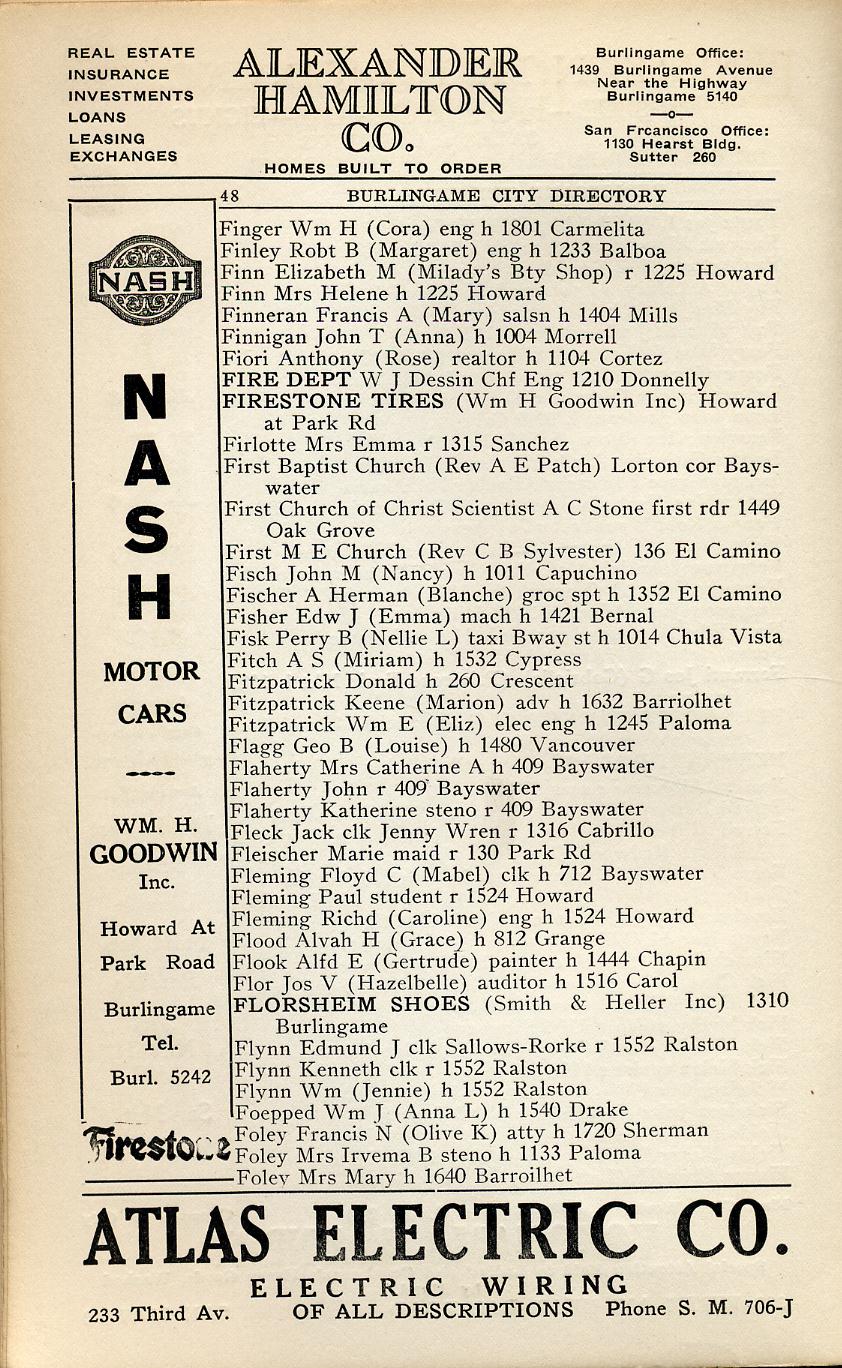 REAL ESTATE
INSURANCE
INVESTMENTS
LOANS
LEASING
EXCHANGES
ALEXANDER
HAMILTON
CO.
HOMES BUILT TO ORDER
Burlingame Office:
1439 Burlingame Avenue
Near the Highway
Burlingame 5140
—o—
San Frcancisco Office:
1130 Hearst Bldg.
Sutter 260
48 BURLINGAME CITY DIRECTORY
NASH
N
A
S
H
MOTOR
CARS
----
WM. H.
GOODWIN
Inc.
Howard At
Park Road
Burlingame
Tel.
Burl. 5242
Firestone
Finger Wm H (Cora) eng h 1801 Carmelita
Finley Robt B (Margaret) eng h 1233 Balboa
Finn Elizabeth M (Milady's Bty Shop) r 1225 Howard
Finn Mrs Helene h 1225 Howard
Finneran Francis A (Mary) salsn h 1404 Mills
Finnigan John T (Anna) h 1004 Morrell
Fiori Anthony (Rose) realtor h 1104 Cortez
FIRE DEPT W J Dessin Chf Eng 1210 Donnelly
FIRESTONE TIRES (Wm H Goodwin Inc) Howard
at Park Rd
Firlotte Mrs Emma r 1315 Sanchez
First Baptist Church (Rev A E Patch) Lorton cor Bays-
water
First Church of Christ Scientist A C Stone first rdr 1449
Oak Grove
First M E Church (Rev C B Sylvester) 136 El Camino
Fisch John M (Nancy) h 1011 Capuchino
Fischer A Herman (Blanche) groc spt h 1352 El Camino
Fisher Edw J (Emma) mach h 1421 Bernal
Fisk Perry B (Nellie L) taxi Bway st h 1014 Chula Vista
Fitch A S (Miriam) h 1532 Cypress
Fitzpatrick Donald h 260 Crescent
Fitzpatrick Keene (Marion) adv h 1632 Barriolhet
Fitzpatrick Wm E (Eliz) elec eng h 1245 Paloma
Flagg Geo B (Louise) h 1480 Vancouver
Flaherty Mrs Catherine A h 409 Bayswater
Flaherty John r 409 Bayswater
Flaherty Katherine steno r 409 Bayswater
Fleck Jack clk Jenny Wren r 1316 Cabrillo
Fleischer Marie maid r 130 Park Rd
Fleming Floyd C (Mabel) clk h 712 Bayswater
Fleming Paul student r 1524 Howard
Fleming Richd (Caroline) eng h 1524 Howard
Flood Alvah H (Grace) h 812 Grange
Flook Alfd E (Gertrude) painter h 1444 Chapin
Flor Jos V (Hazelbelle) auditor h 1516 Carol
FLORSHEIM SHOES (Smith & Heller Inc) 1310
Burlingame
Flynn Edmund J clk Sallows-Rorke r 1552 Ralston
Flynn Kenneth clk r 1552 Ralston
Flynn Wm (Jennie) h 1552 Ralston
Foepped Wm J (Anna L) h 1540 Drake
Foley Francis N (Olive K) atty h 1720 Sherman
Foley Mrs Irvema B steno h 1133 Paloma
Foley Mrs Mary h 1640 Barroilhet
ATLAS ELECTRIC CO.
ELECTRIC WIRING
233 Third Av. OF ALL DESCRIPTIONS Phone S. M. 706-J